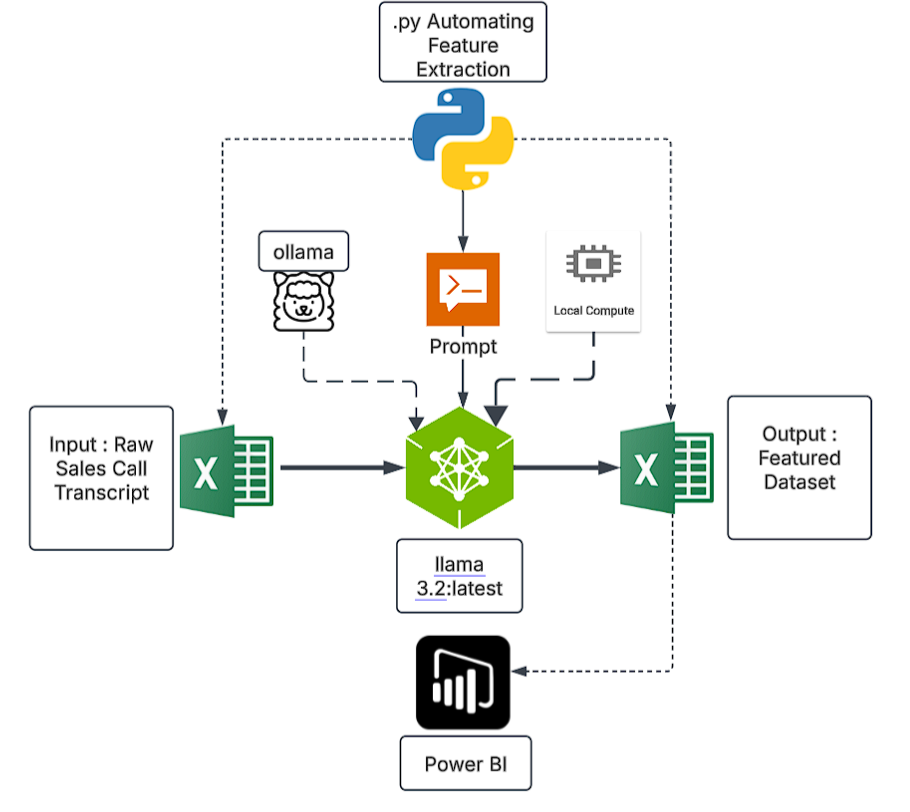 .py Automating
Feature
Extraction
ollama
Local Compute
Prompt
Input : Raw
Sales Call
Transcript
X
X
Output :
Featured
Dataset
llama
3.2:latest
Power BI